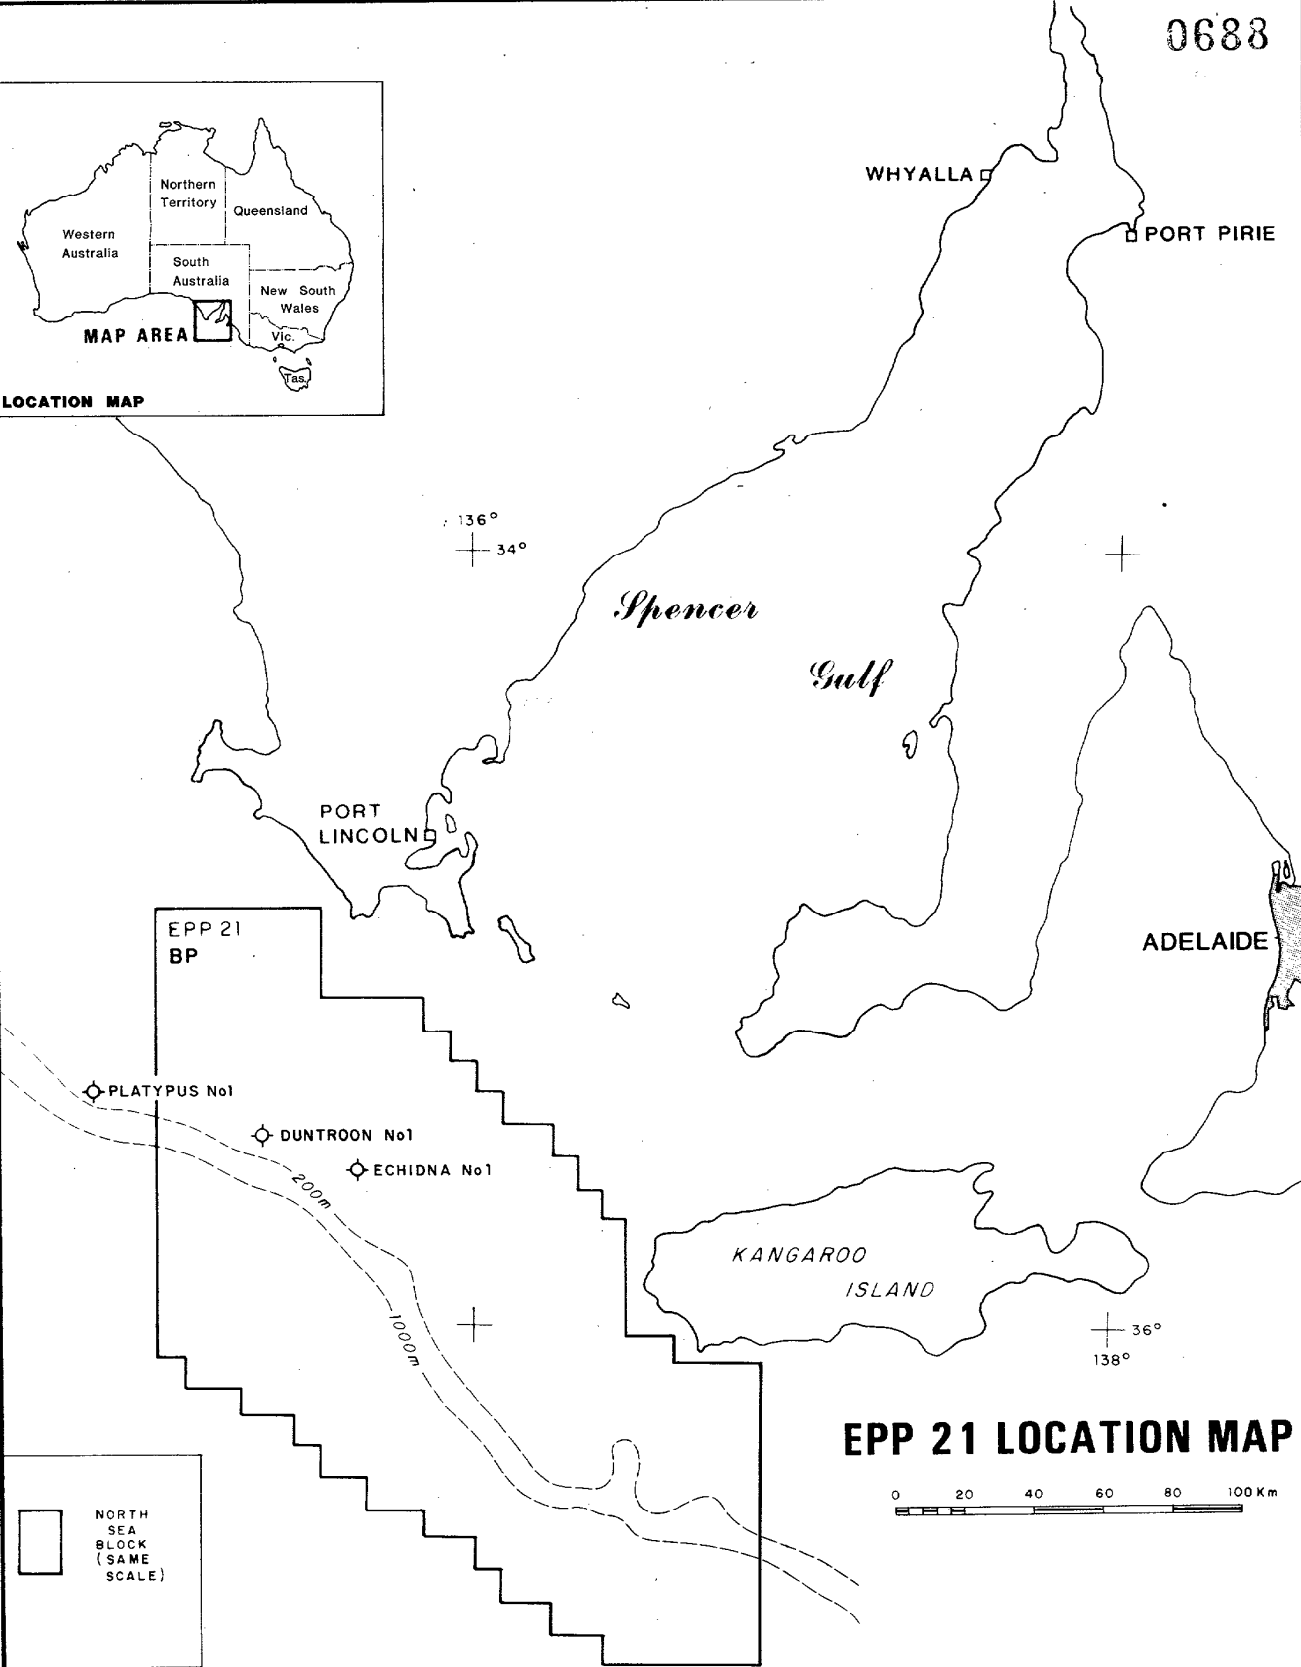 0688
Northern
Territory
Queensland
Western
Australia
South
Australia
New South
Wales
MAP AREA
Vic.
Tas.
LOCATION MAP
WHYALLA
PORT PIRIE
136°
34°
Spencer
Gulf
PORT
LINCOLN
EPP 21
BP
ADELAIDE
PLATYPUS No1
DUNTROON No1
ECHIDNA No1
200m
1000m
KANGAROO
ISLAND
36°
138°
EPP 21 LOCATION MAP
0 20 40 60 80 100 Km
NORTH
SEA
BLOCK
(SAME
SCALE)